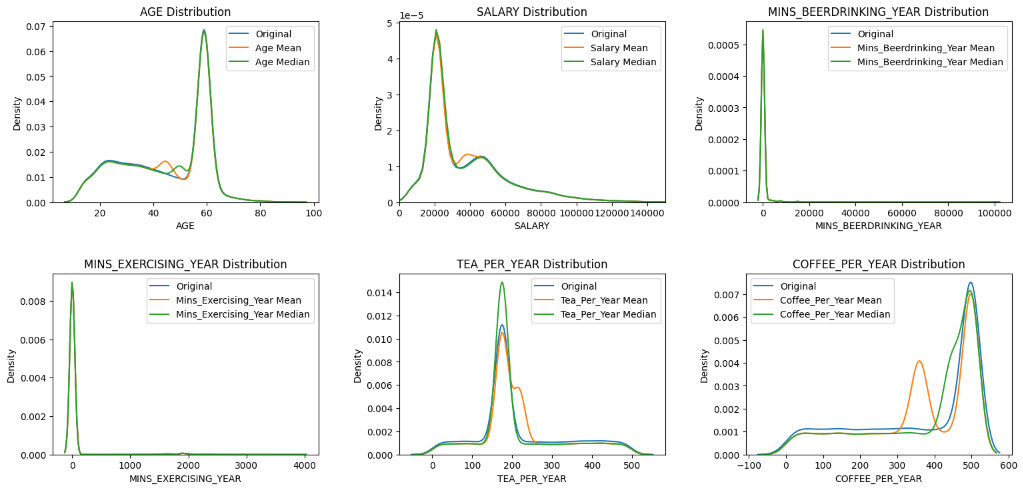 AGE Distribution
Original
Age Mean
Age Median
Density
0.07
0.06
0.05
0.04
0.03
0.02
0.01
0.00
20
40
60
80
100
AGE
SALARY Distribution
1e−5
Original
Salary Mean
Salary Median
Density
5
4
3
2
1
0
0
20000
40000
60000
80000
100000
120000
140000
SALARY
MINS_BEERDRINKING_YEAR Distribution
Original
Mins_Beerdrinking_Year Mean
Mins_Beerdrinking_Year Median
Density
0.0005
0.0004
0.0003
0.0002
0.0001
0.0000
0
20000
40000
60000
80000
100000
MINS_BEERDRINKING_YEAR
MINS_EXERCISING_YEAR Distribution
Original
Mins_Exercising_Year Mean
Mins_Exercising_Year Median
Density
0.008
0.006
0.004
0.002
0.000
0
1000
2000
3000
4000
MINS_EXERCISING_YEAR
TEA_PER_YEAR Distribution
Original
Tea_Per_Year Mean
Tea_Per_Year Median
Density
0.014
0.012
0.010
0.008
0.006
0.004
0.002
0.000
0
100
200
300
400
500
TEA_PER_YEAR
COFFEE_PER_YEAR Distribution
Original
Coffee_Per_Year Mean
Coffee_Per_Year Median
Density
0.007
0.006
0.005
0.004
0.003
0.002
0.001
0.000
−100
0
100
200
300
400
500
600
COFFEE_PER_YEAR